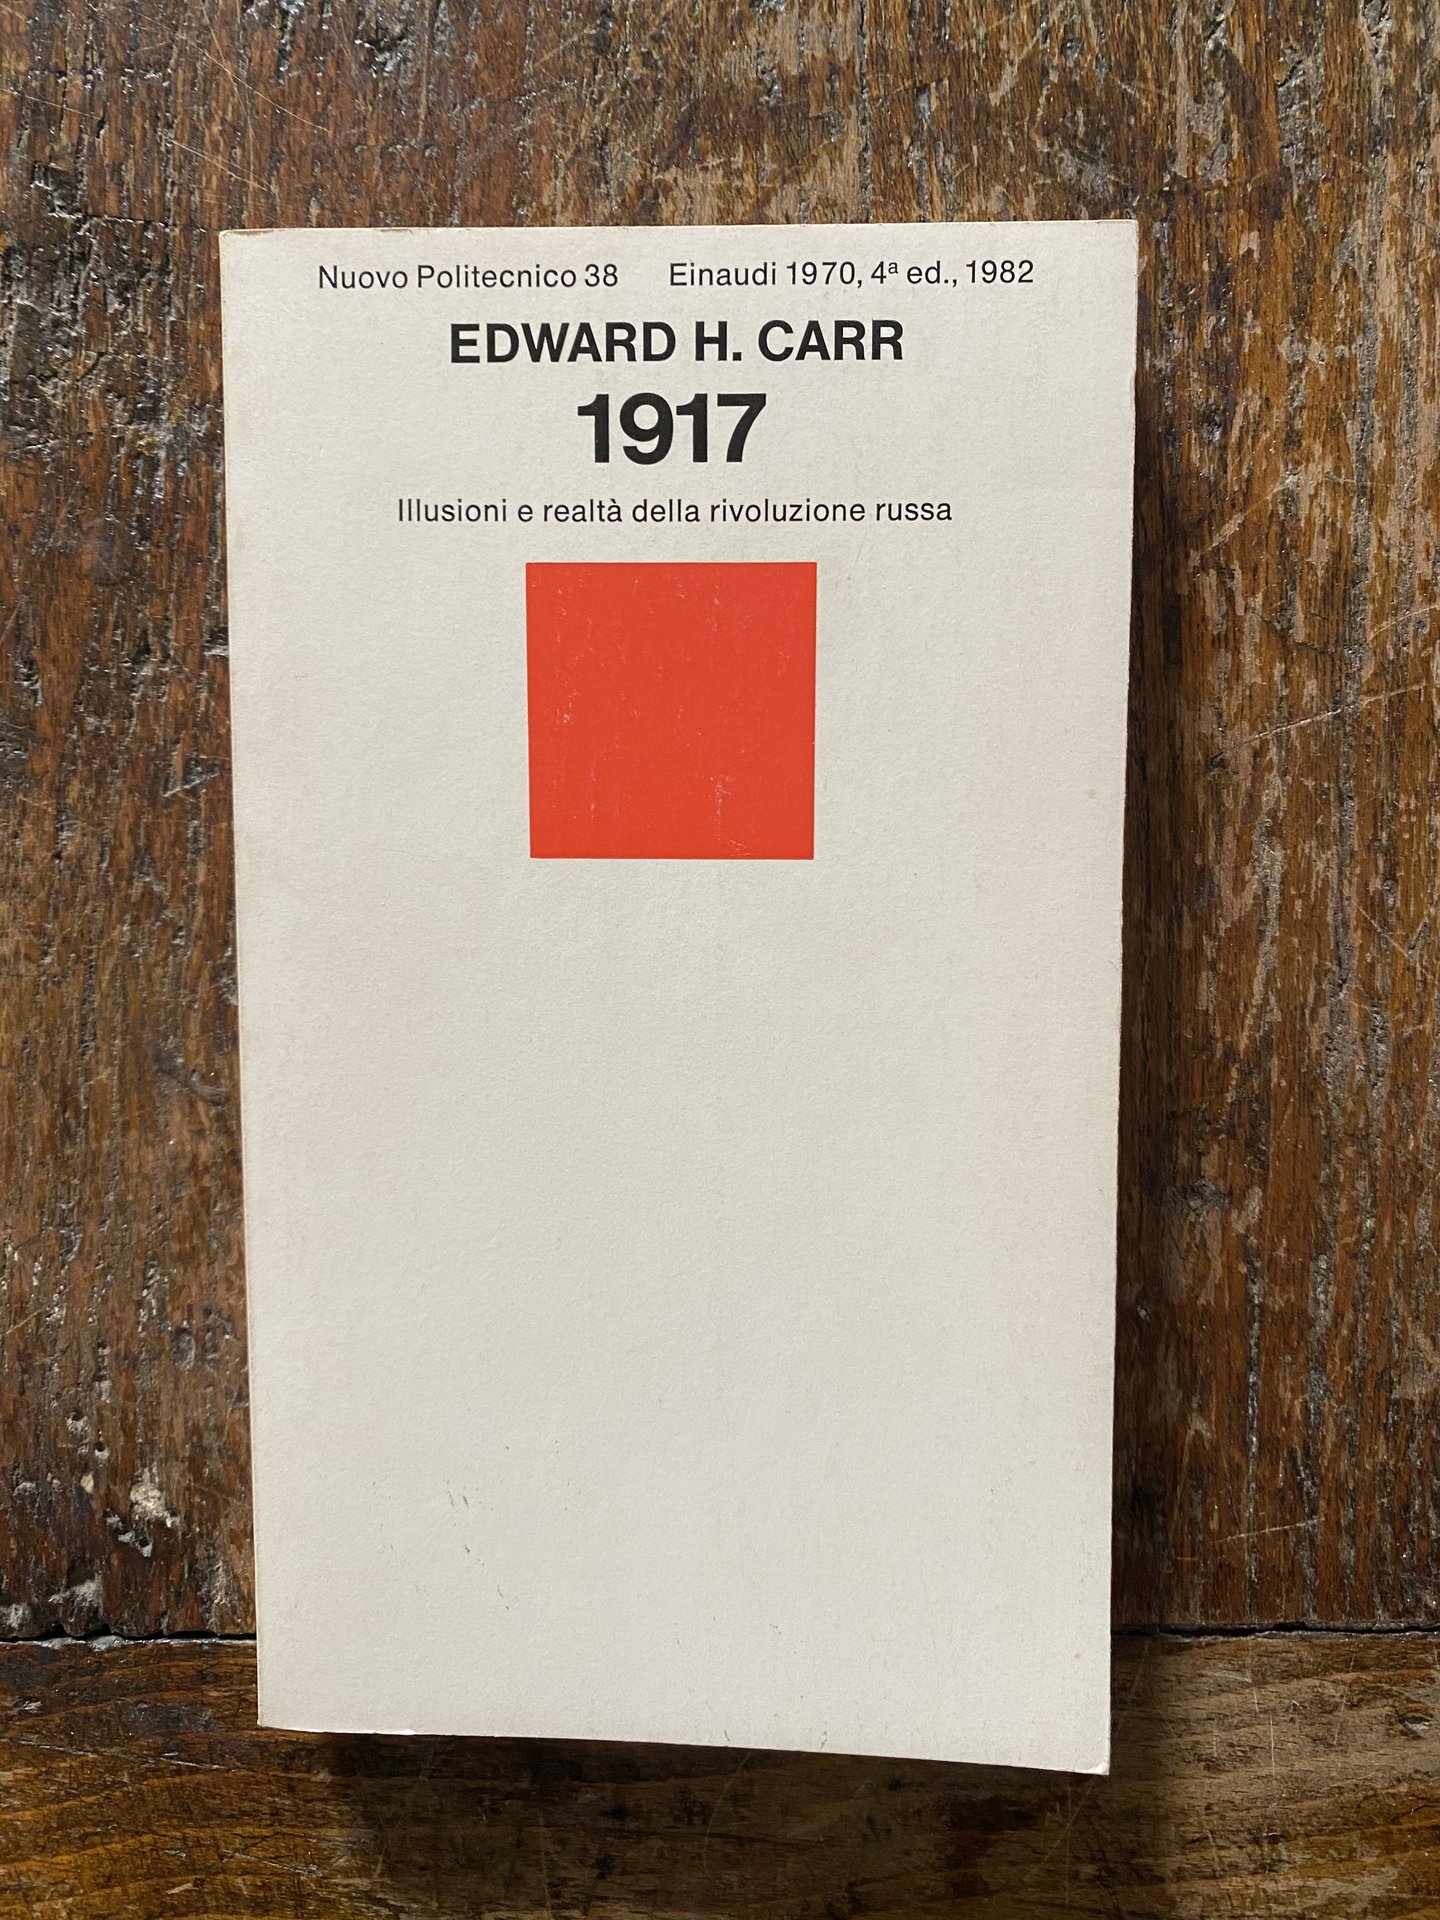 Nuovo Politecnico 38 Einaudi 1970, 4ª ed., 1982
EDWARD H. CARR
1917
Illusioni e realtà della rivoluzione russa